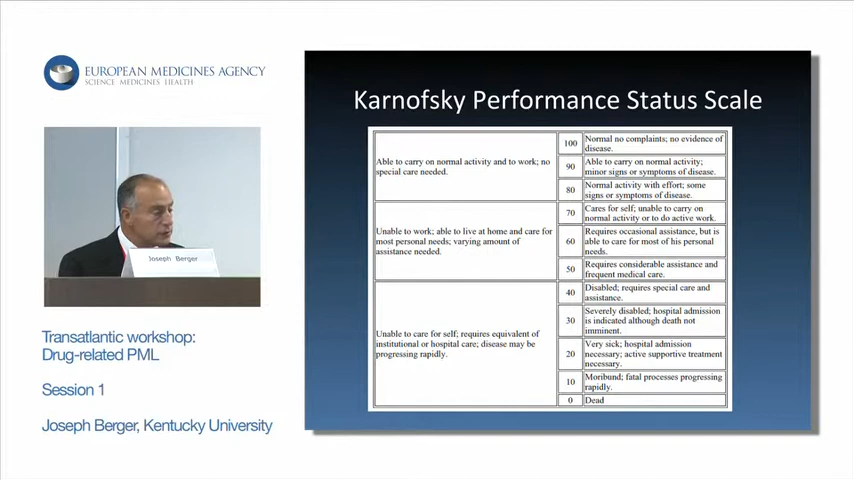 EUROPEAN MEDICINES AGENCY
SCIENCE MEDICINES HEALTH
Joseph Berger
Transatlantic workshop:
Drug-related PML
Session 1
Joseph Berger, Kentucky University
Karnofsky Performance Status Scale
Able to carry on normal activity and to work; no
special care needed.
100
Normal no complaints; no evidence of
disease.
90
Able to carry on normal activity;
minor signs or symptoms of disease.
80
Normal activity with effort; some
signs or symptoms of disease.
Unable to work; able to live at home and care for
most personal needs; varying amount of
assistance needed.
70
Cares for self; unable to carry on
normal activity or to do active work.
60
Requires occasional assistance, but is
able to care for most of his personal
needs.
50
Requires considerable assistance and
frequent medical care.
Unable to care for self; requires equivalent of
institutional or hospital care; disease may be
progressing rapidly.
40
Disabled; requires special care and
assistance.
30
Severely disabled; hospital admission
is indicated although death not
imminent.
20
Very sick; hospital admission
necessary; active supportive treatment
necessary.
10
Moribund; fatal processes progressing
rapidly.
0
Dead